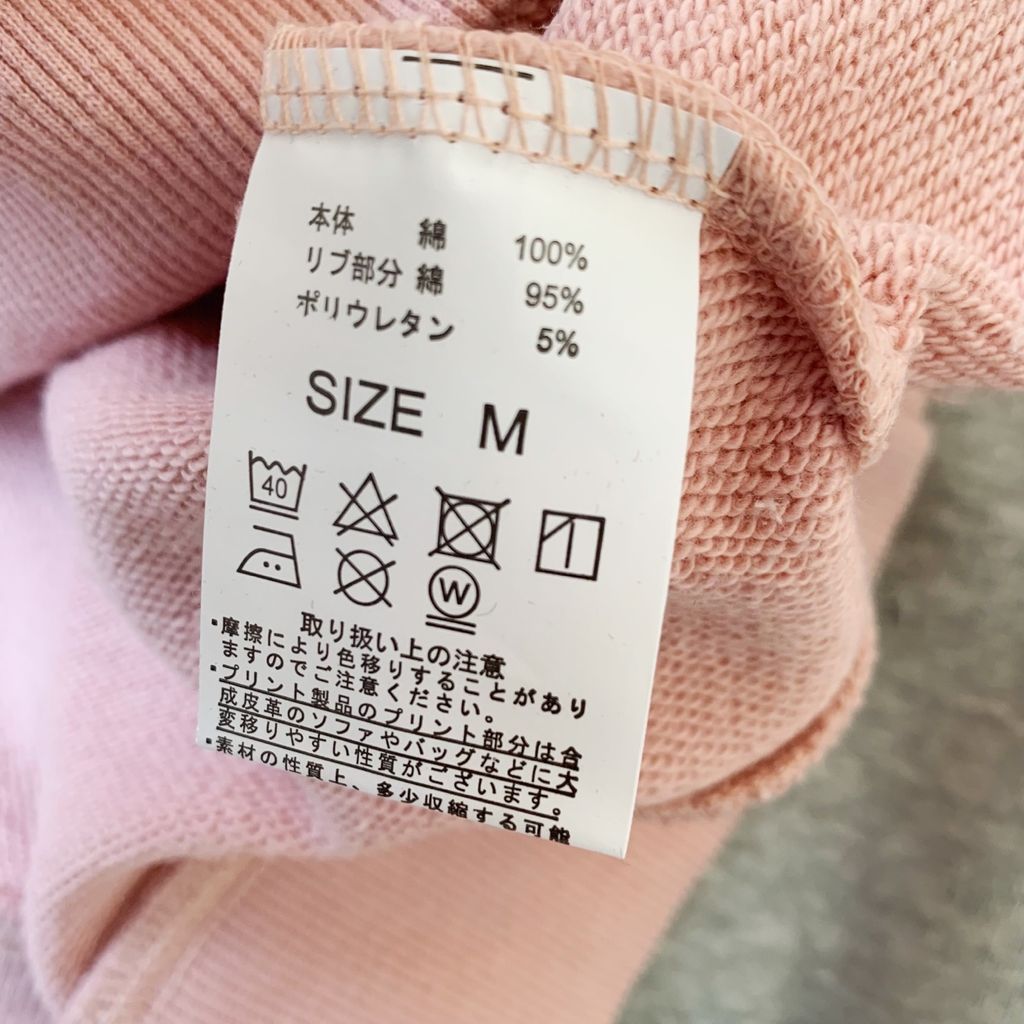 本体 綿 100%
リブ部分 綿 95%
ポリウレタン 5%
SIZE M
40
W
取り扱い上の注意
・摩擦により色移りすることがあり
ますのでご注意ください。
・プリント製品のプリント部分は合
成皮革のソファやバッグなどに大
変移りやすい性質がございます。
・素材の性質上、多少収縮する可能